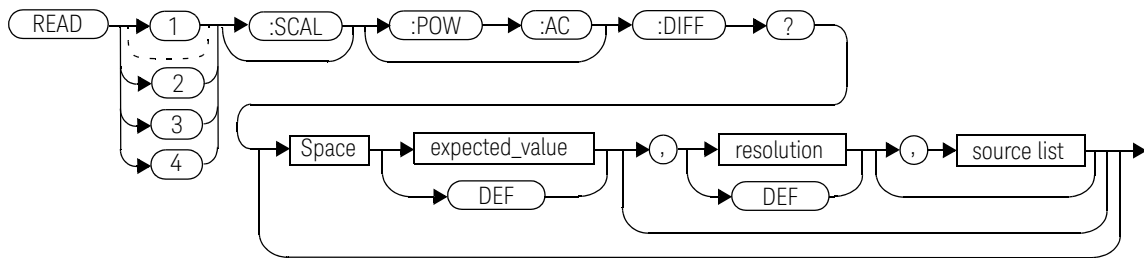 READ 1 :SCAL :POW :AC :DIFF ?
2
3
4
Space expected_value , resolution , source list
DEF DEF